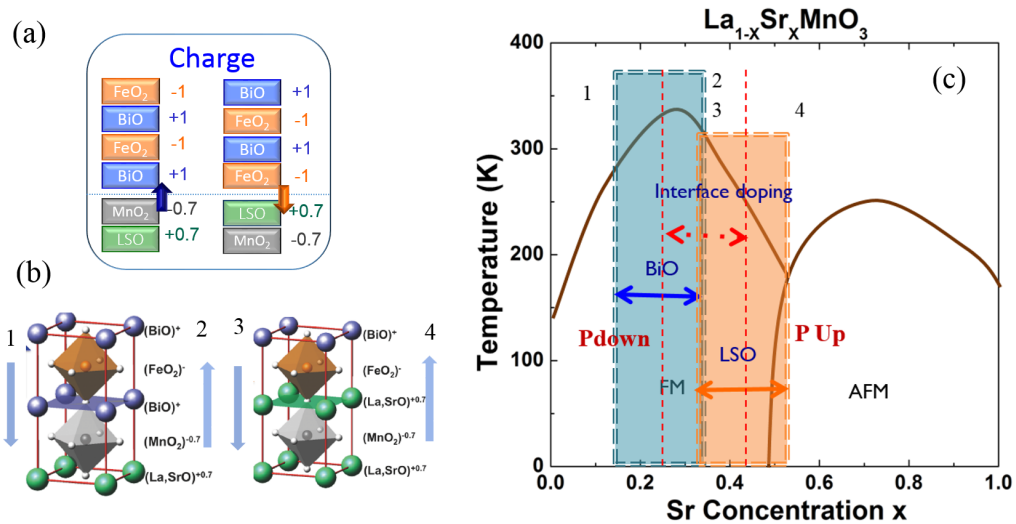 (a)
Charge
FeO2 -1 BiO +1
BiO +1 FeO2 -1
FeO2 -1 BiO +1
BiO +1 FeO2 -1
MnO2 -0.7 LSO +0.7
LSO +0.7 MnO2 -0.7
(b)
1 2 3 4
(BiO)+
(FeO2)-
(BiO)+
(MnO2)-0.7
(La,SrO)+0.7
(BiO)+
(FeO2)-
(La,SrO)+0.7
(MnO2)-0.7
(La,SrO)+0.7
La1-xSrxMnO3
(c)
1 2 3 4
Interface doping
BiO
Pdown
P Up
LSO
FM
AFM
Temperature (K)
400
300
200
100
0
0.0 0.2 0.4 0.6 0.8 1.0
Sr Concentration x